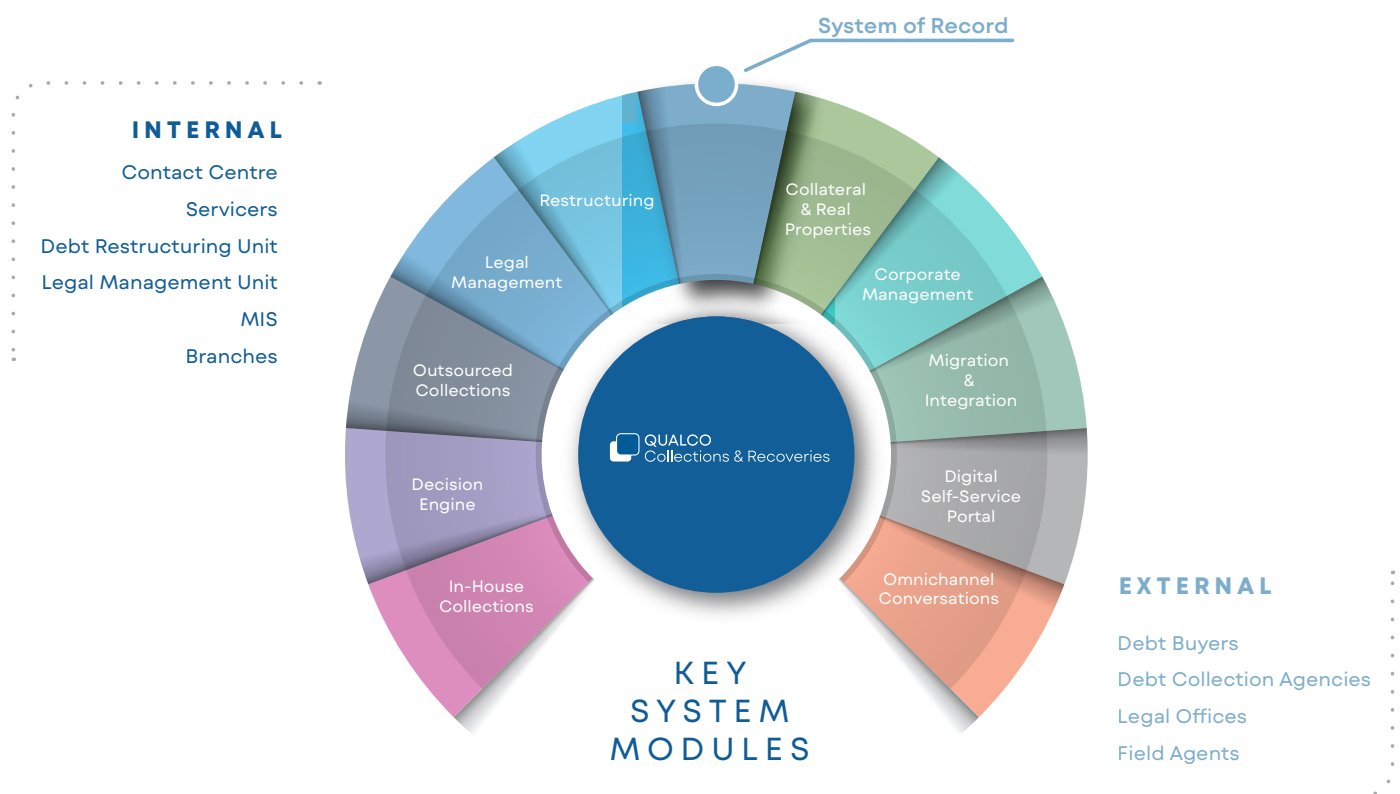 System of Record
INTERNAL
Contact Centre
Servicers
Debt Restructuring Unit
Legal Management Unit
MIS
Branches
Restructuring
Legal
Management
Outsourced
Collections
Decision
Engine
In-House
Collections
Collateral
& Real
Properties
Corporate
Management
Migration
&
Integration
Digital
Self-Service
Portal
Omnichannel
Conversations
QUALCO
Collections & Recoveries
KEY
SYSTEM
MODULES
EXTERNAL
Debt Buyers
Debt Collection Agencies
Legal Offices
Field Agents